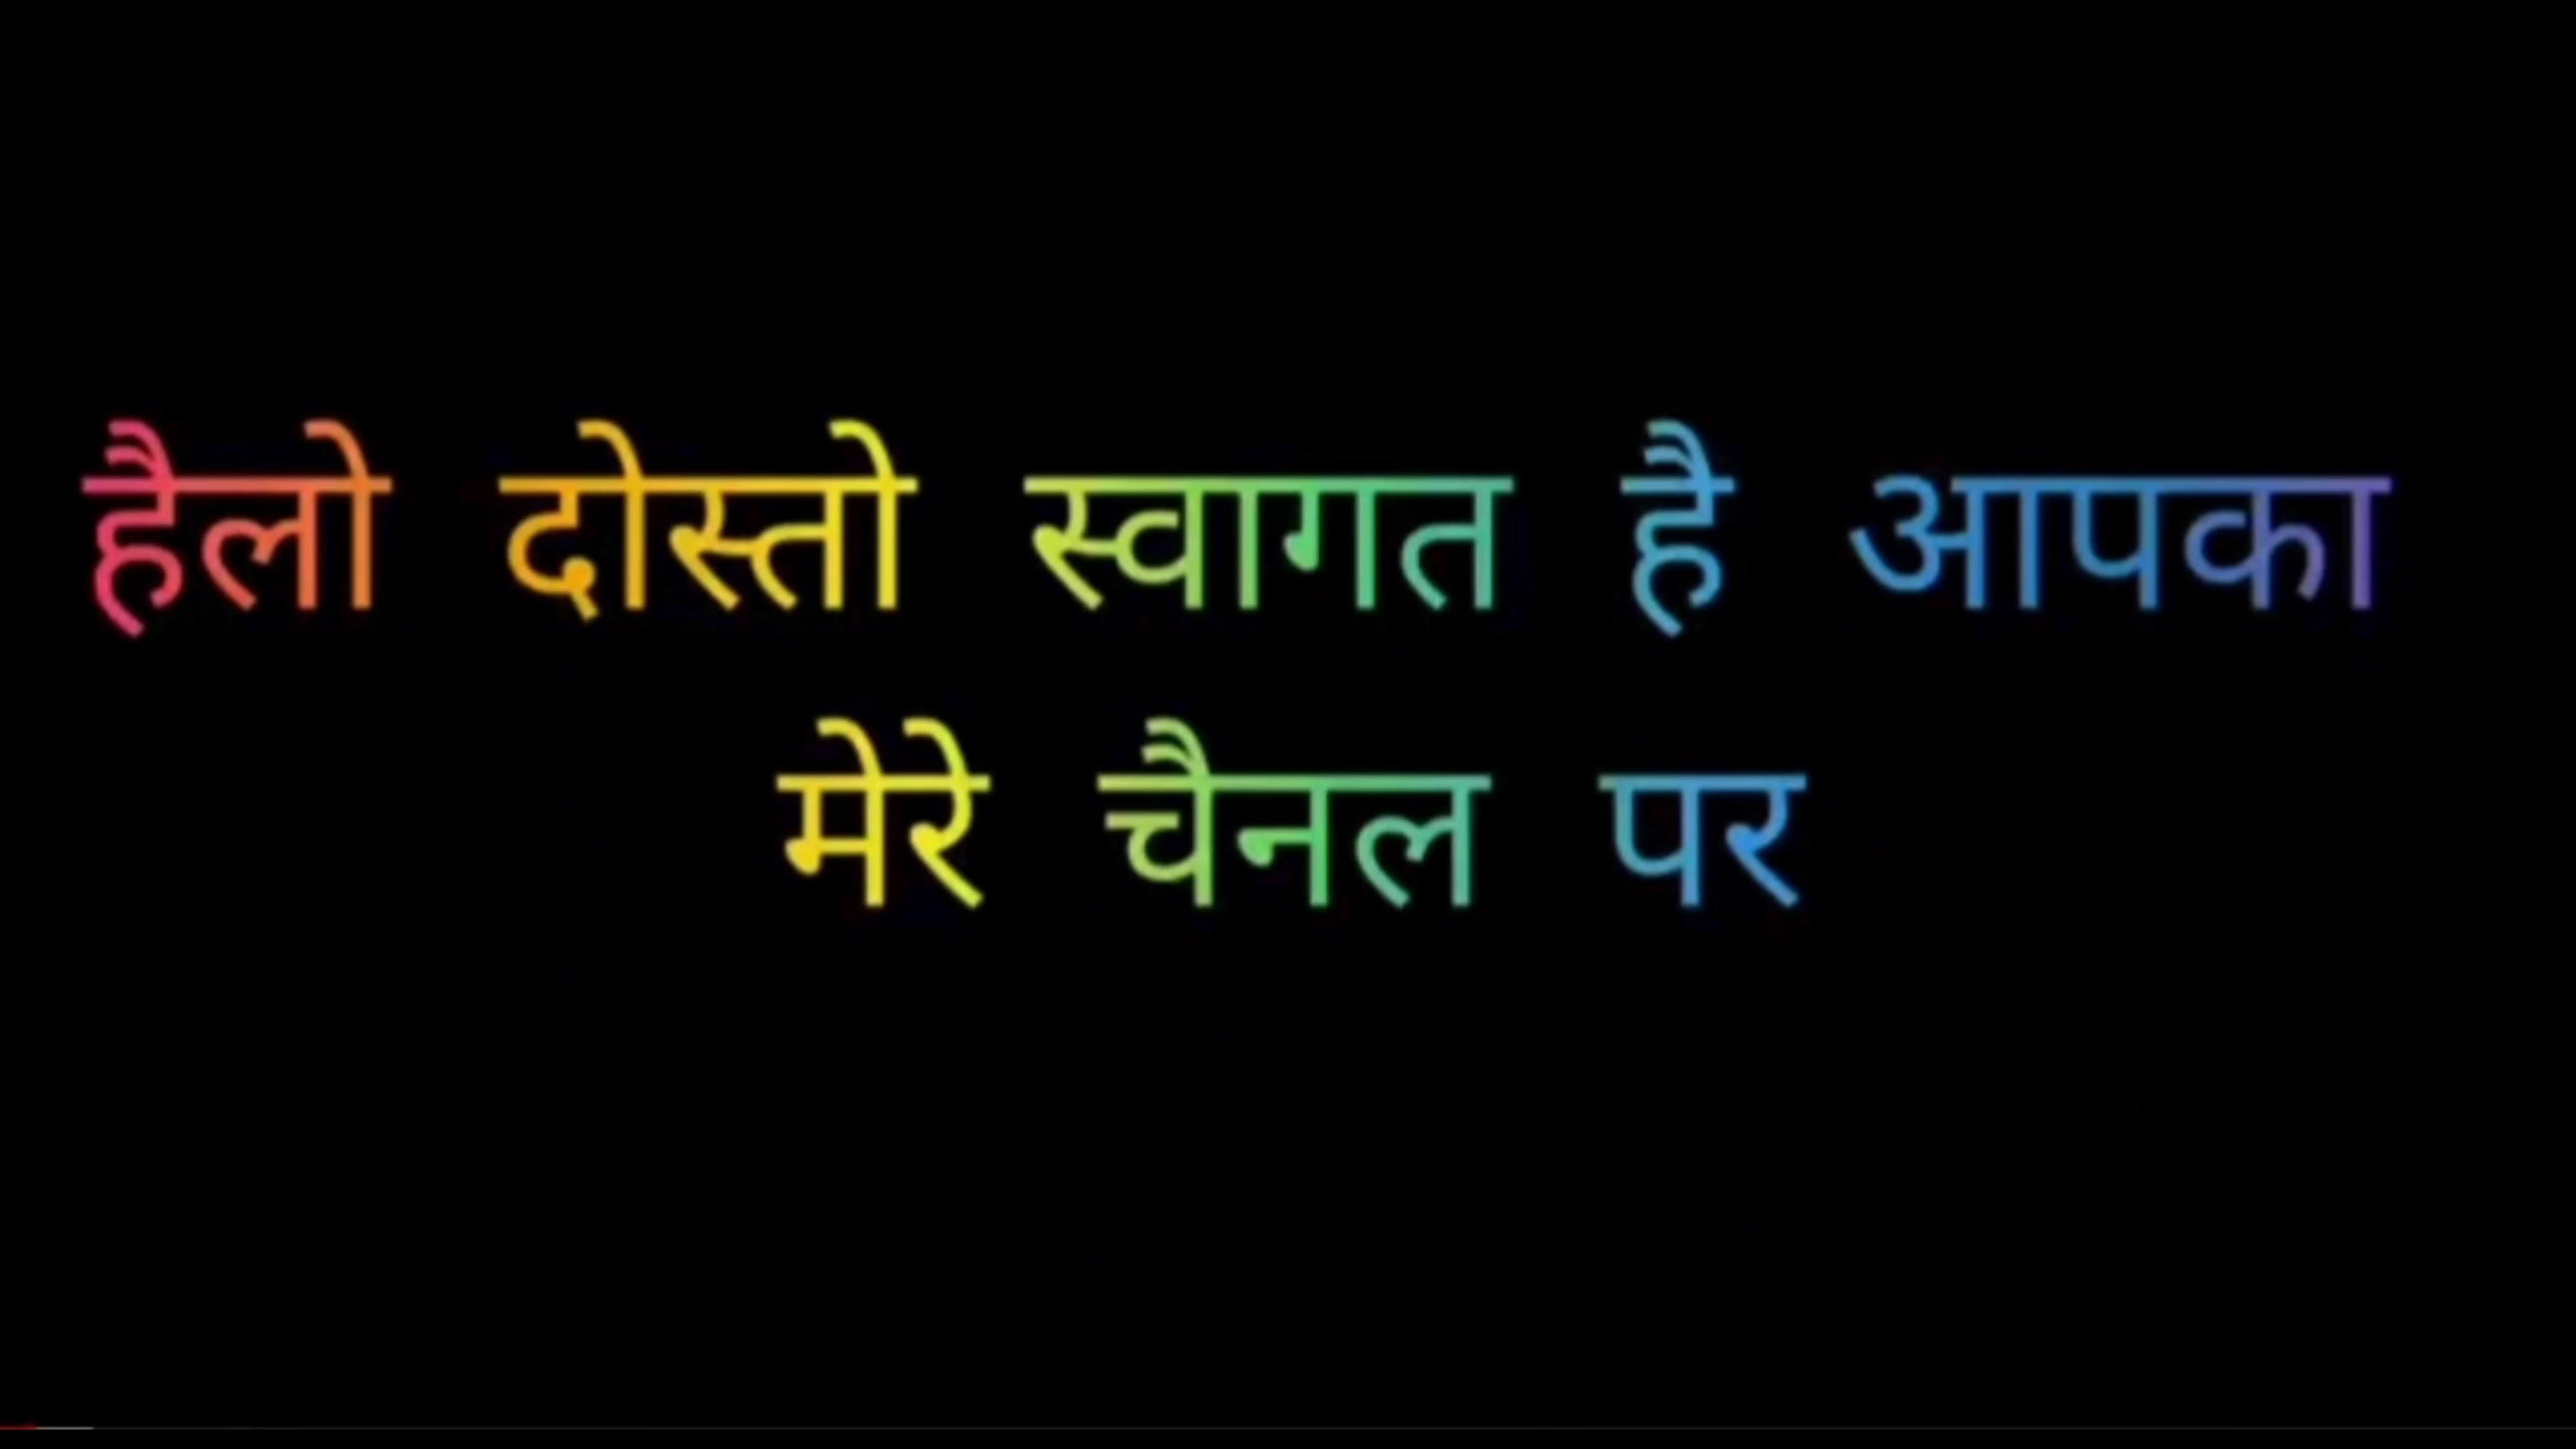 हैलो दोस्तो स्वागत है आपका
मेरे चैनल पर